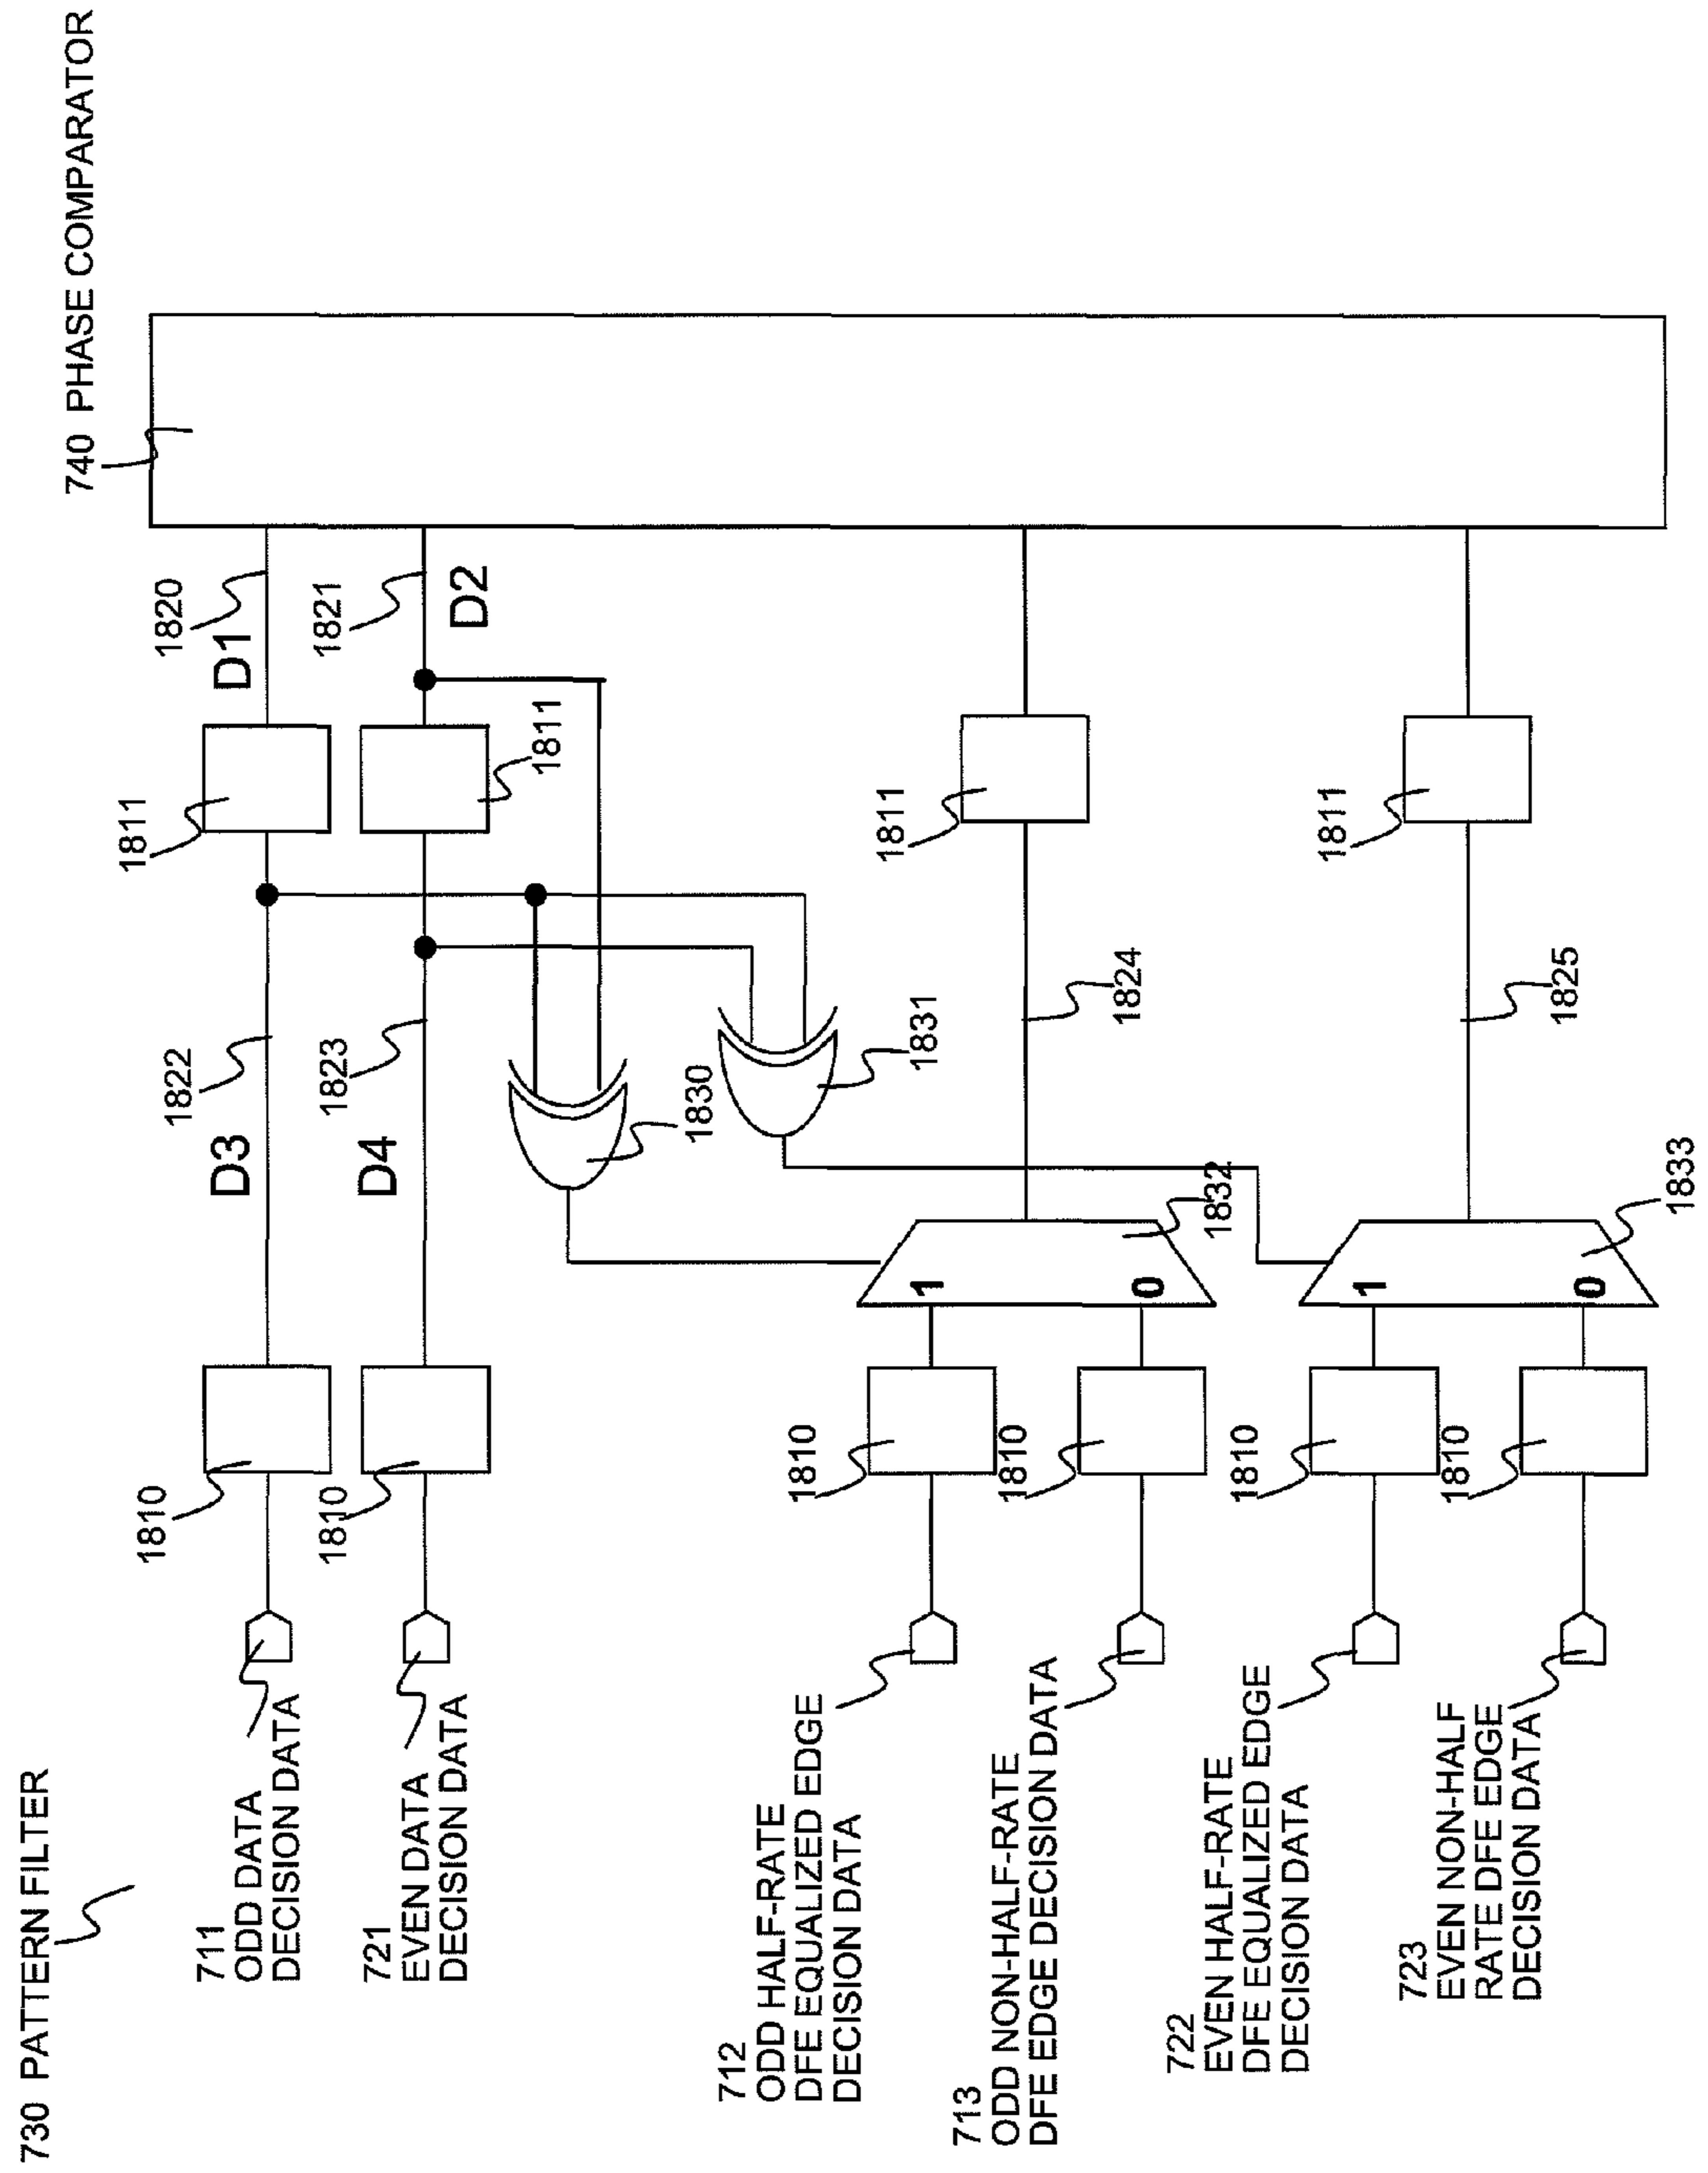 730 PATTERN FILTER
740 PHASE COMPARATOR
711
ODD DATA
DECISION DATA
1810
D3
1822
1811
D1
1820
721
EVEN DATA
DECISION DATA
1810
D4
1823
1811
1821
D2
1830
1831
712
ODD HALF-RATE
DFE EQUALIZED EDGE
DECISION DATA
1810
1
1811
713
ODD NON-HALF-RATE
DFE EDGE DECISION DATA
1810
0
1832
1824
722
EVEN HALF-RATE
DFE EQUALIZED EDGE
DECISION DATA
1810
1
1811
723
EVEN NON-HALF
RATE DFE EDGE
DECISION DATA
1810
0
1833
1825